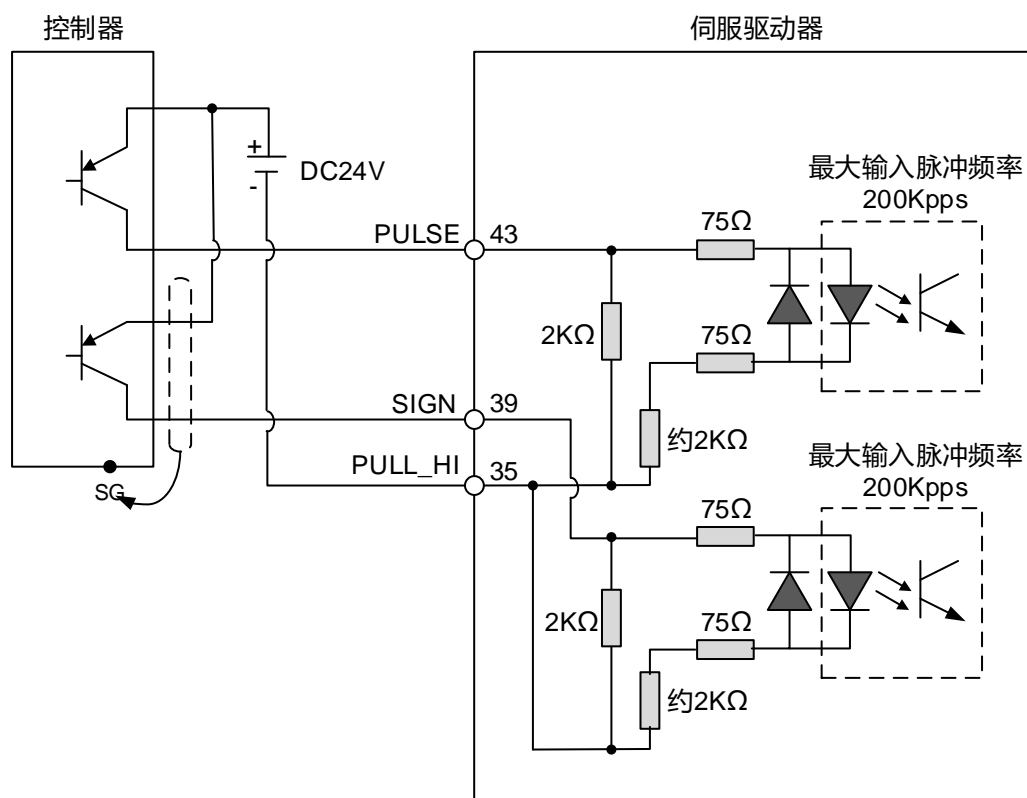 控制器
伺服驱动器
+
DC24V
-
最大输入脉冲频率
200Kpps
PULSE
43
75Ω
2KΩ
75Ω
SIGN
39
约2KΩ
PULL_HI
35
SG
最大输入脉冲频率
200Kpps
75Ω
2KΩ
75Ω
约2KΩ